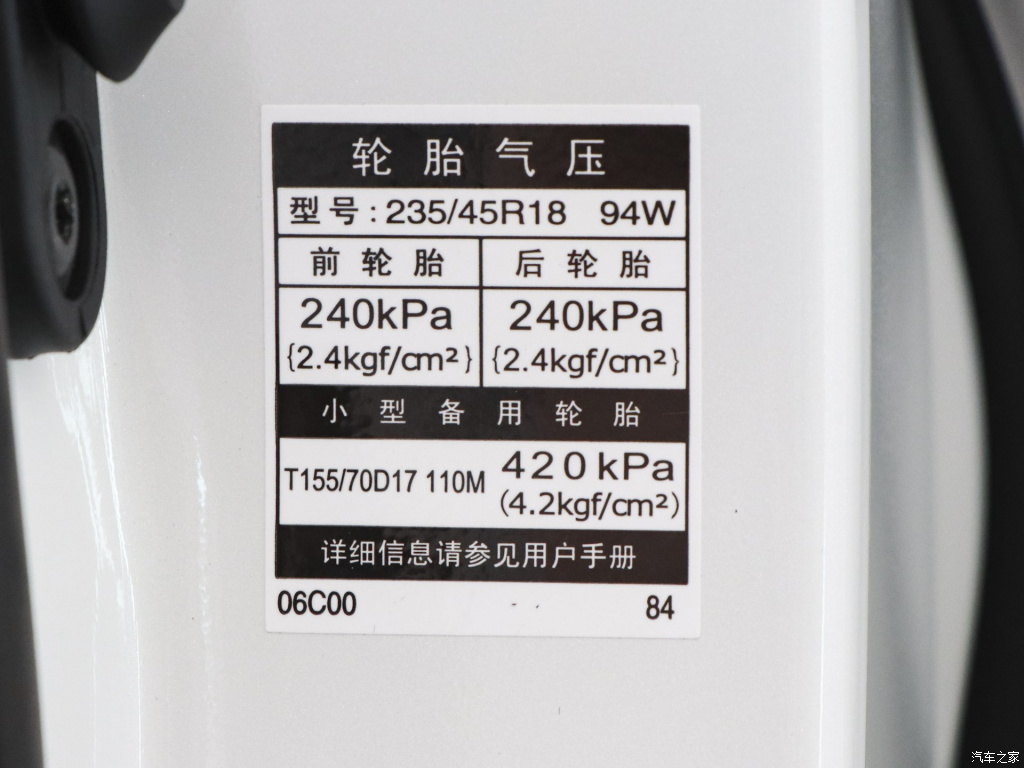 轮胎气压
型号:235/45R18 94W
前轮胎 后轮胎
240kPa 240kPa
{2.4kgf/cm²} {2.4kgf/cm²}
小型备用轮胎
T155/70D17 110M 420kPa
(4.2kgf/cm²)
详细信息请参见用户手册
06C00 84
汽车之家